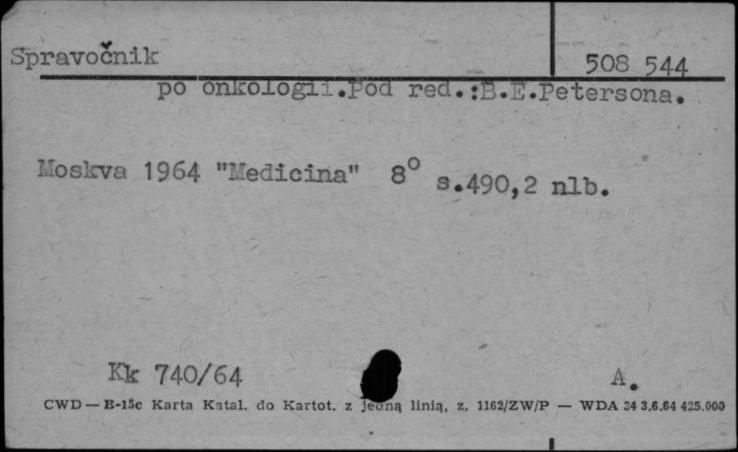 Spravočnik 508 544
po onkologii.Pod red.:B.E.Petersona.
Moskva 1964 "Medicina" 8° s.490,2 nlb.
Kk 740/64 A.
CWD — E-15c Karta Katal. do Kartot. z jedną linią, z. 1162/ZW/P — WDA 34 3.6.64 425.000